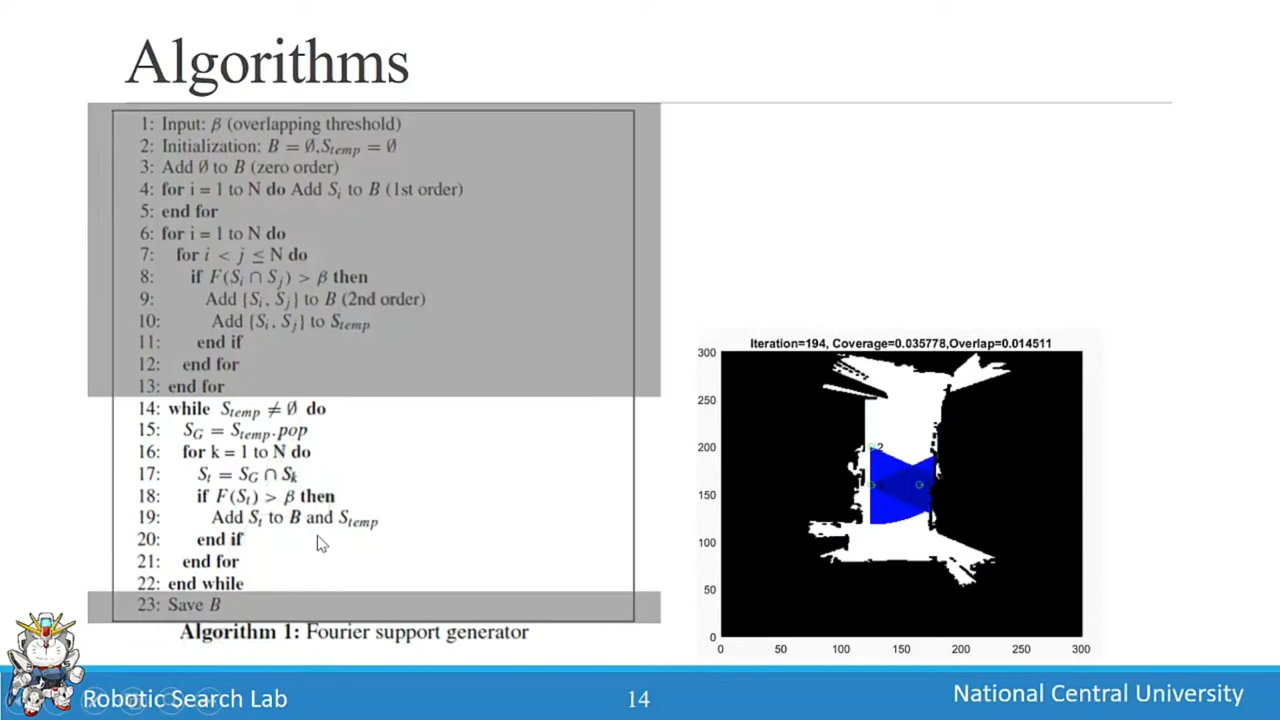 Algorithms
1: Input: β (overlapping threshold)
2: Initialization: B = ∅,S_temp = ∅
3: Add ∅ to B (zero order)
4: for i = 1 to N do Add S_i to B (1st order)
5: end for
6: for i = 1 to N do
7: for i < j ≤ N do
8: if F(S_i ∩ S_j) > β then
9: Add {S_i, S_j} to B (2nd order)
10: Add {S_i, S_j} to S_temp
11: end if
12: end for
13: end for
14: while S_temp ≠ ∅ do
15: S_G = S_temp.pop
16: for k = 1 to N do
17: S_t = S_G ∩ S_k
18: if F(S_t) > β then
19: Add S_t to B and S_temp
20: end if
21: end for
22: end while
23: Save B
Algorithm 1: Fourier support generator
Iteration=194, Coverage=0.035778,Overlap=0.014511
300
250
200
150
100
50
0
2
0 50 100 150 200 250 300
Robotic Search Lab
14
National Central University